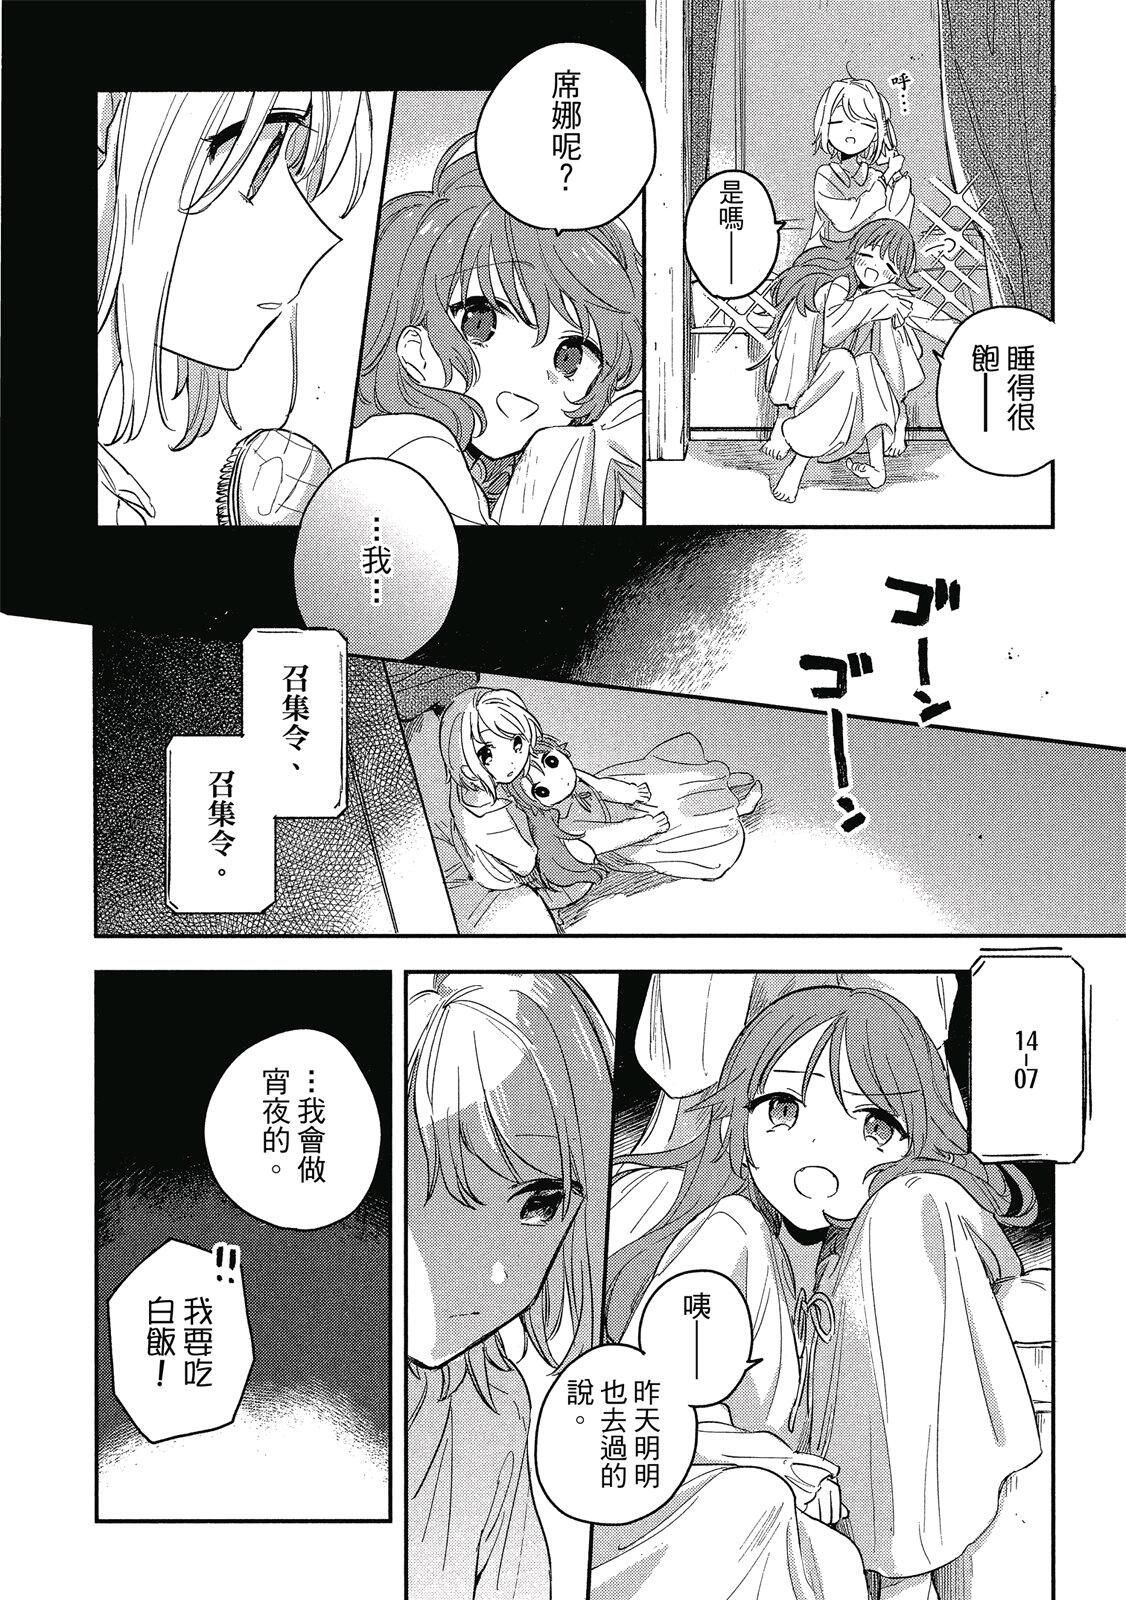 呼…
睡得很
飽——
是嗎——
席娜呢？
…我…
ゴーン
ゴーン
召集令、
召集令。
14-07
咦——
昨天明明
也去過的
說。
…我會做
宵夜的。
!!
我要吃
白飯！